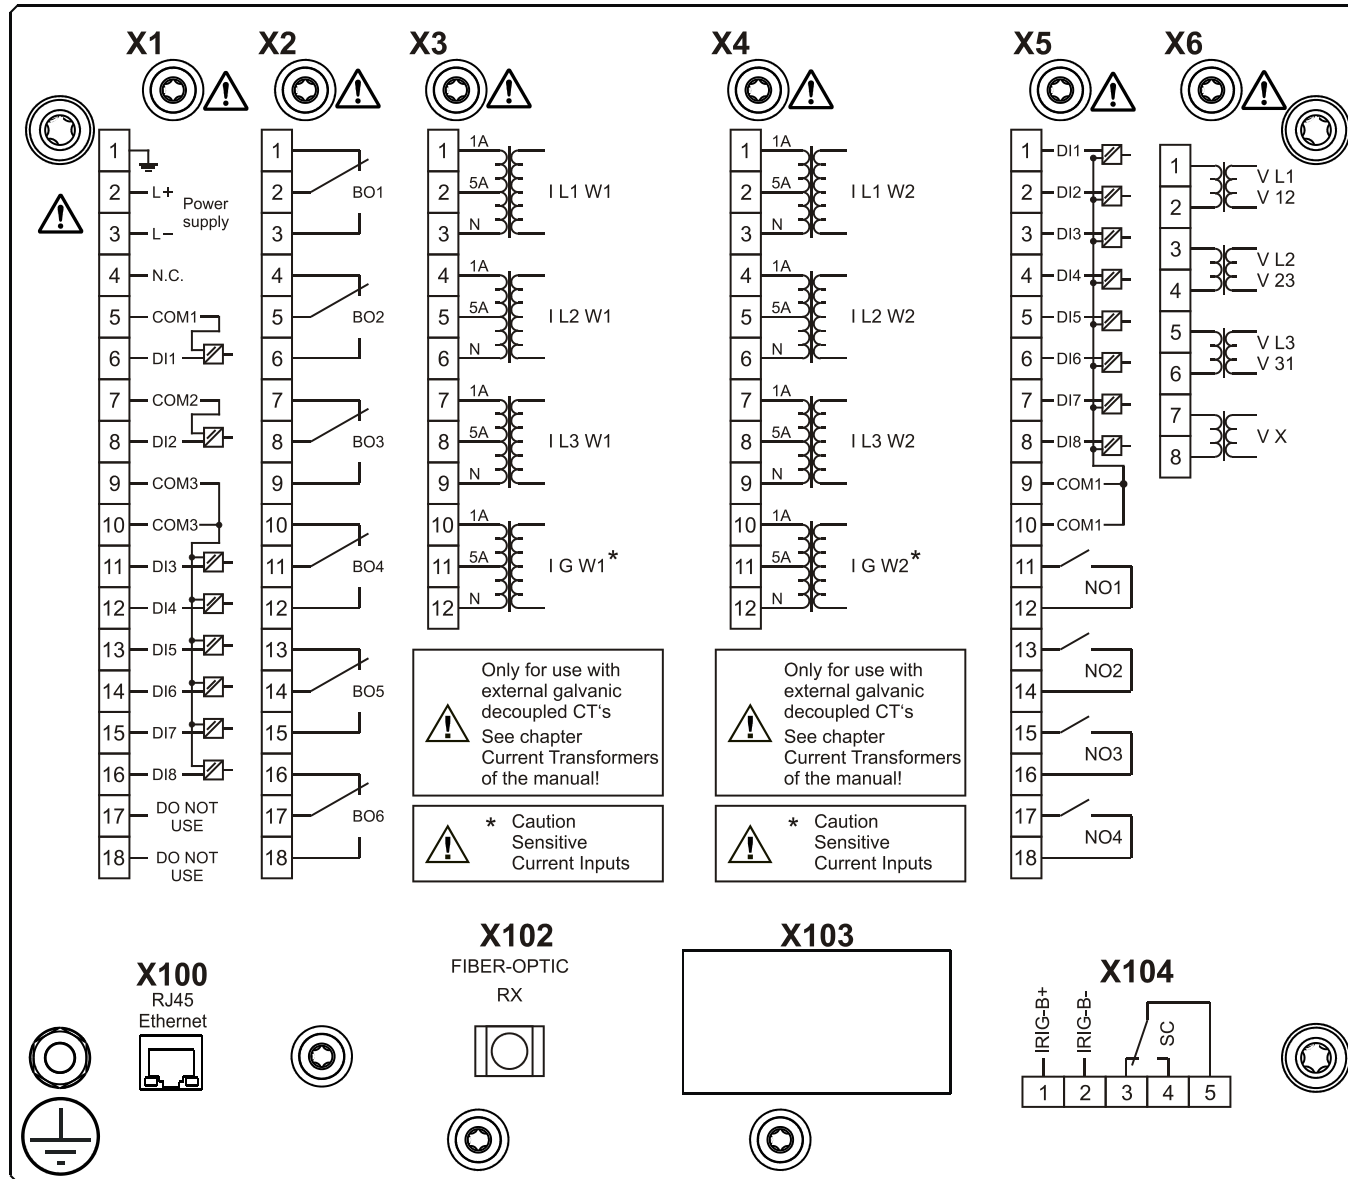 X1
1
2 L+ Power
3 L− supply
4 N.C.
5 COM1
6 DI1
7 COM2
8 DI2
9 COM3
10 COM3
11 DI3
12 DI4
13 DI5
14 DI6
15 DI7
16 DI8
17 DO NOT
USE
18 DO NOT
USE
X2
1
2 BO1
3
4
5 BO2
6
7
8 BO3
9
10
11 BO4
12
13
14 BO5
15
16
17 BO6
18
X3
1 1A
2 5A I L1 W1
3 N
4 1A
5 5A I L2 W1
6 N
7 1A
8 5A I L3 W1
9 N
10 1A
11 5A I G W1*
12 N
Only for use with
external galvanic
decoupled CT‘s
See chapter
Current Transformers
of the manual!
* Caution
Sensitive
Current Inputs
X4
1 1A
2 5A I L1 W2
3 N
4 1A
5 5A I L2 W2
6 N
7 1A
8 5A I L3 W2
9 N
10 1A
11 5A I G W2*
12 N
Only for use with
external galvanic
decoupled CT‘s
See chapter
Current Transformers
of the manual!
* Caution
Sensitive
Current Inputs
X5
1 DI1
2 DI2
3 DI3
4 DI4
5 DI5
6 DI6
7 DI7
8 DI8
9 COM1
10 COM1
11
NO1
12
13
NO2
14
15
NO3
16
17
NO4
18
X6
1 V L1
2 V 12
3 V L2
4 V 23
5 V L3
6 V 31
7
V X
8
X100
RJ45
Ethernet
X102
FIBER-OPTIC
RX
X103
X104
IRIG-B+
IRIG-B-
SC
1 2 3 4 5